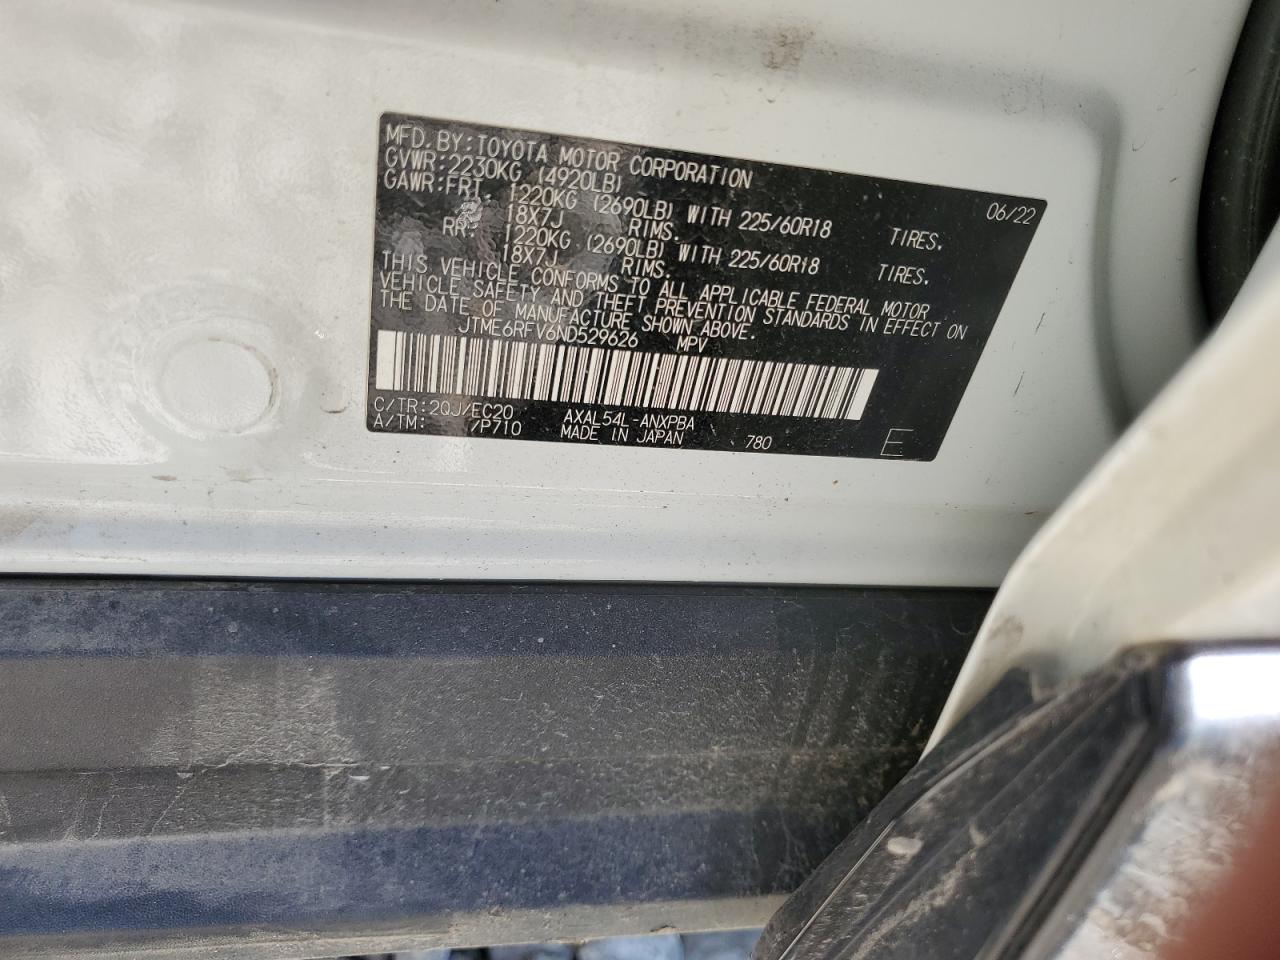 MFD. BY: TOYOTA MOTOR CORPORATION 06/22
GVWR: 2230KG (4920LB)
GAWR: FRT 1220KG (2690LB) WITH 225/60R18 TIRES.
18X7J RIMS.
RR 1220KG (2690LB) WITH 225/60R18 TIRES.
18X7J RIMS.
THIS VEHICLE CONFORMS TO ALL APPLICABLE FEDERAL MOTOR
VEHICLE SAFETY AND THEFT PREVENTION STANDARDS IN EFFECT ON
THE DATE OF MANUFACTURE SHOWN ABOVE.
JTME6RFV6ND529626 MPV
C/TR: 2QJ/EC20 AXAL54L-ANXPBA
A/TM: /P710 MADE IN JAPAN 780 E